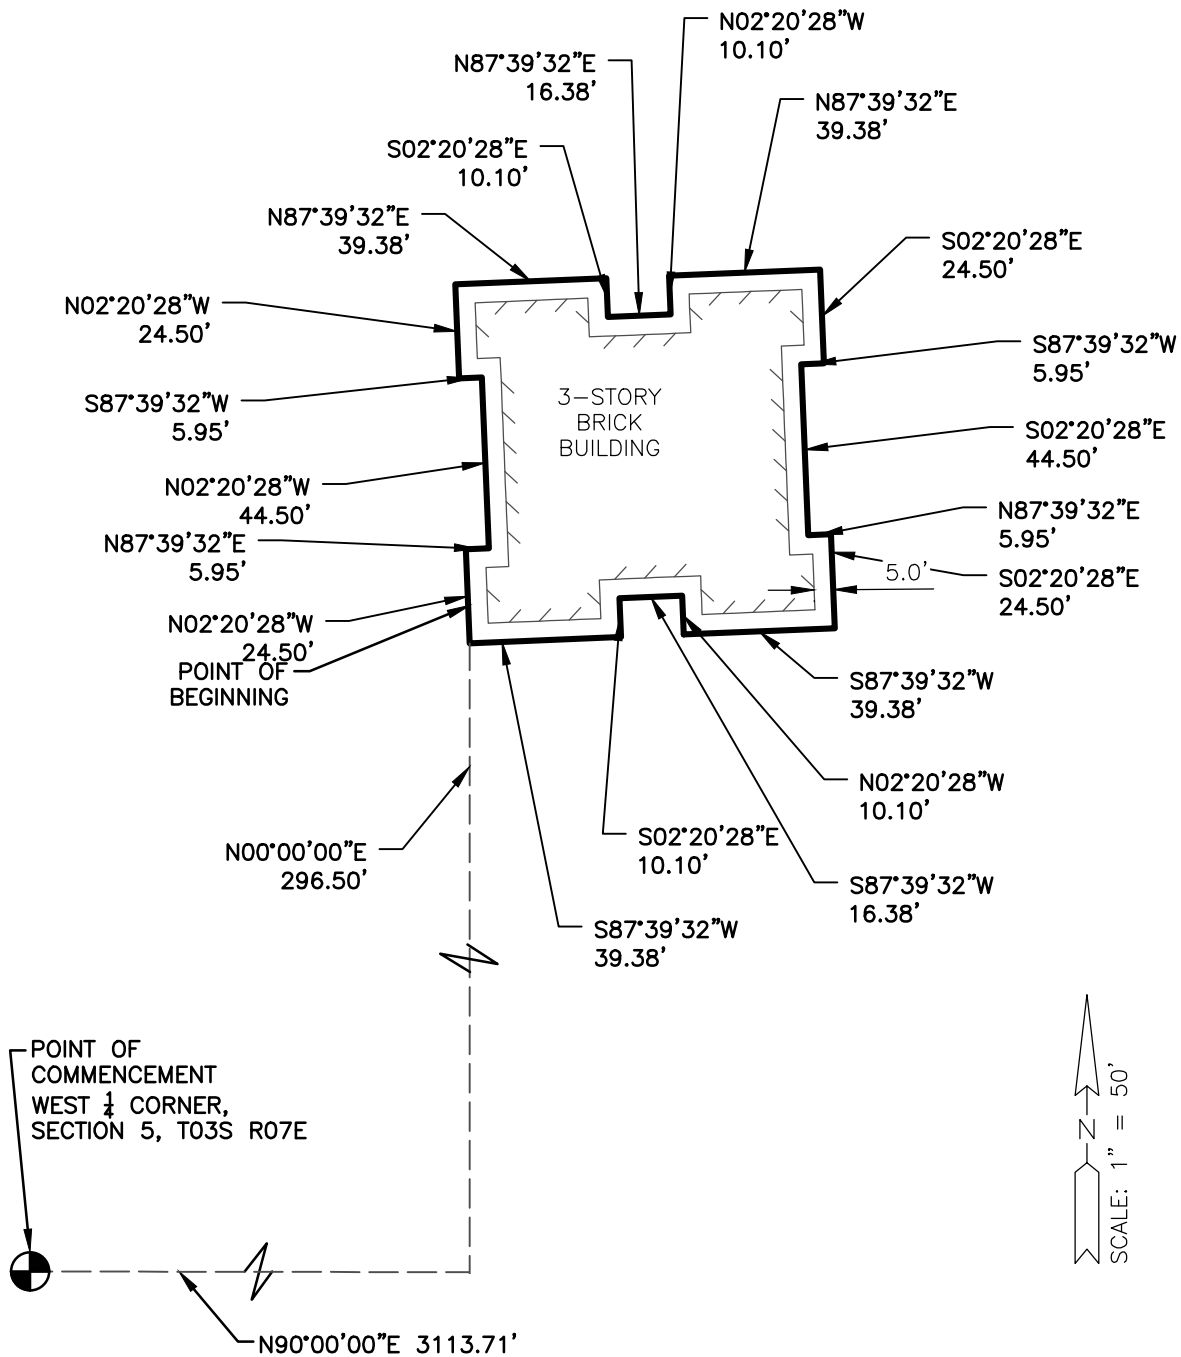 N02°20'28"W
10.10'
N87°39'32"E
16.38'
N87°39'32"E
39.38'
S02°20'28"E
10.10'
N87°39'32"E
39.38'
S02°20'28"E
24.50'
N02°20'28"W
24.50'
S87°39'32"W
5.95'
S87°39'32"W
5.95'
3-STORY
BRICK
BUILDING
S02°20'28"E
44.50'
N02°20'28"W
44.50'
N87°39'32"E
5.95'
N87°39'32"E
5.95'
5.0'
S02°20'28"E
24.50'
N02°20'28"W
24.50'
POINT OF
BEGINNING
S87°39'32"W
39.38'
N02°20'28"W
10.10'
S02°20'28"E
10.10'
N00°00'00"E
296.50'
S87°39'32"W
16.38'
S87°39'32"W
39.38'
POINT OF
COMMENCEMENT
WEST 1/4 CORNER,
SECTION 5, T03S R07E
N
SCALE: 1" = 50'
N90°00'00"E 3113.71'